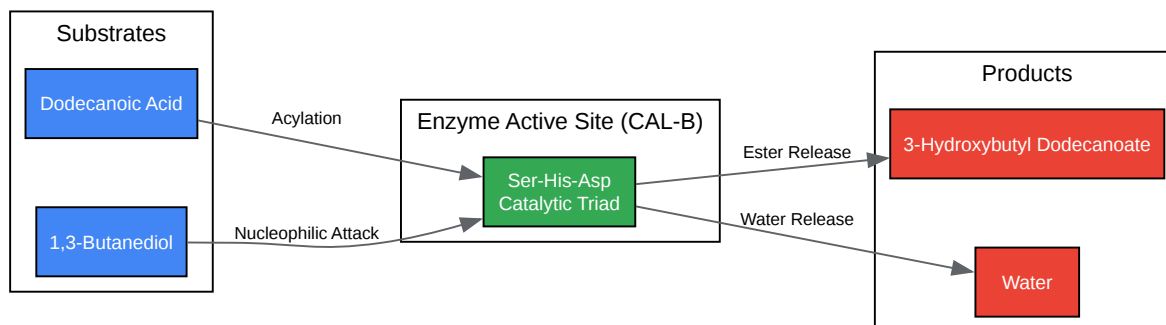 Substrates
Dodecanoic Acid
1,3-Butanediol
Acylation
Nucleophilic Attack
Enzyme Active Site (CAL-B)
Ser-His-Asp
Catalytic Triad
Ester Release
Water Release
Products
3-Hydroxybutyl Dodecanoate
Water